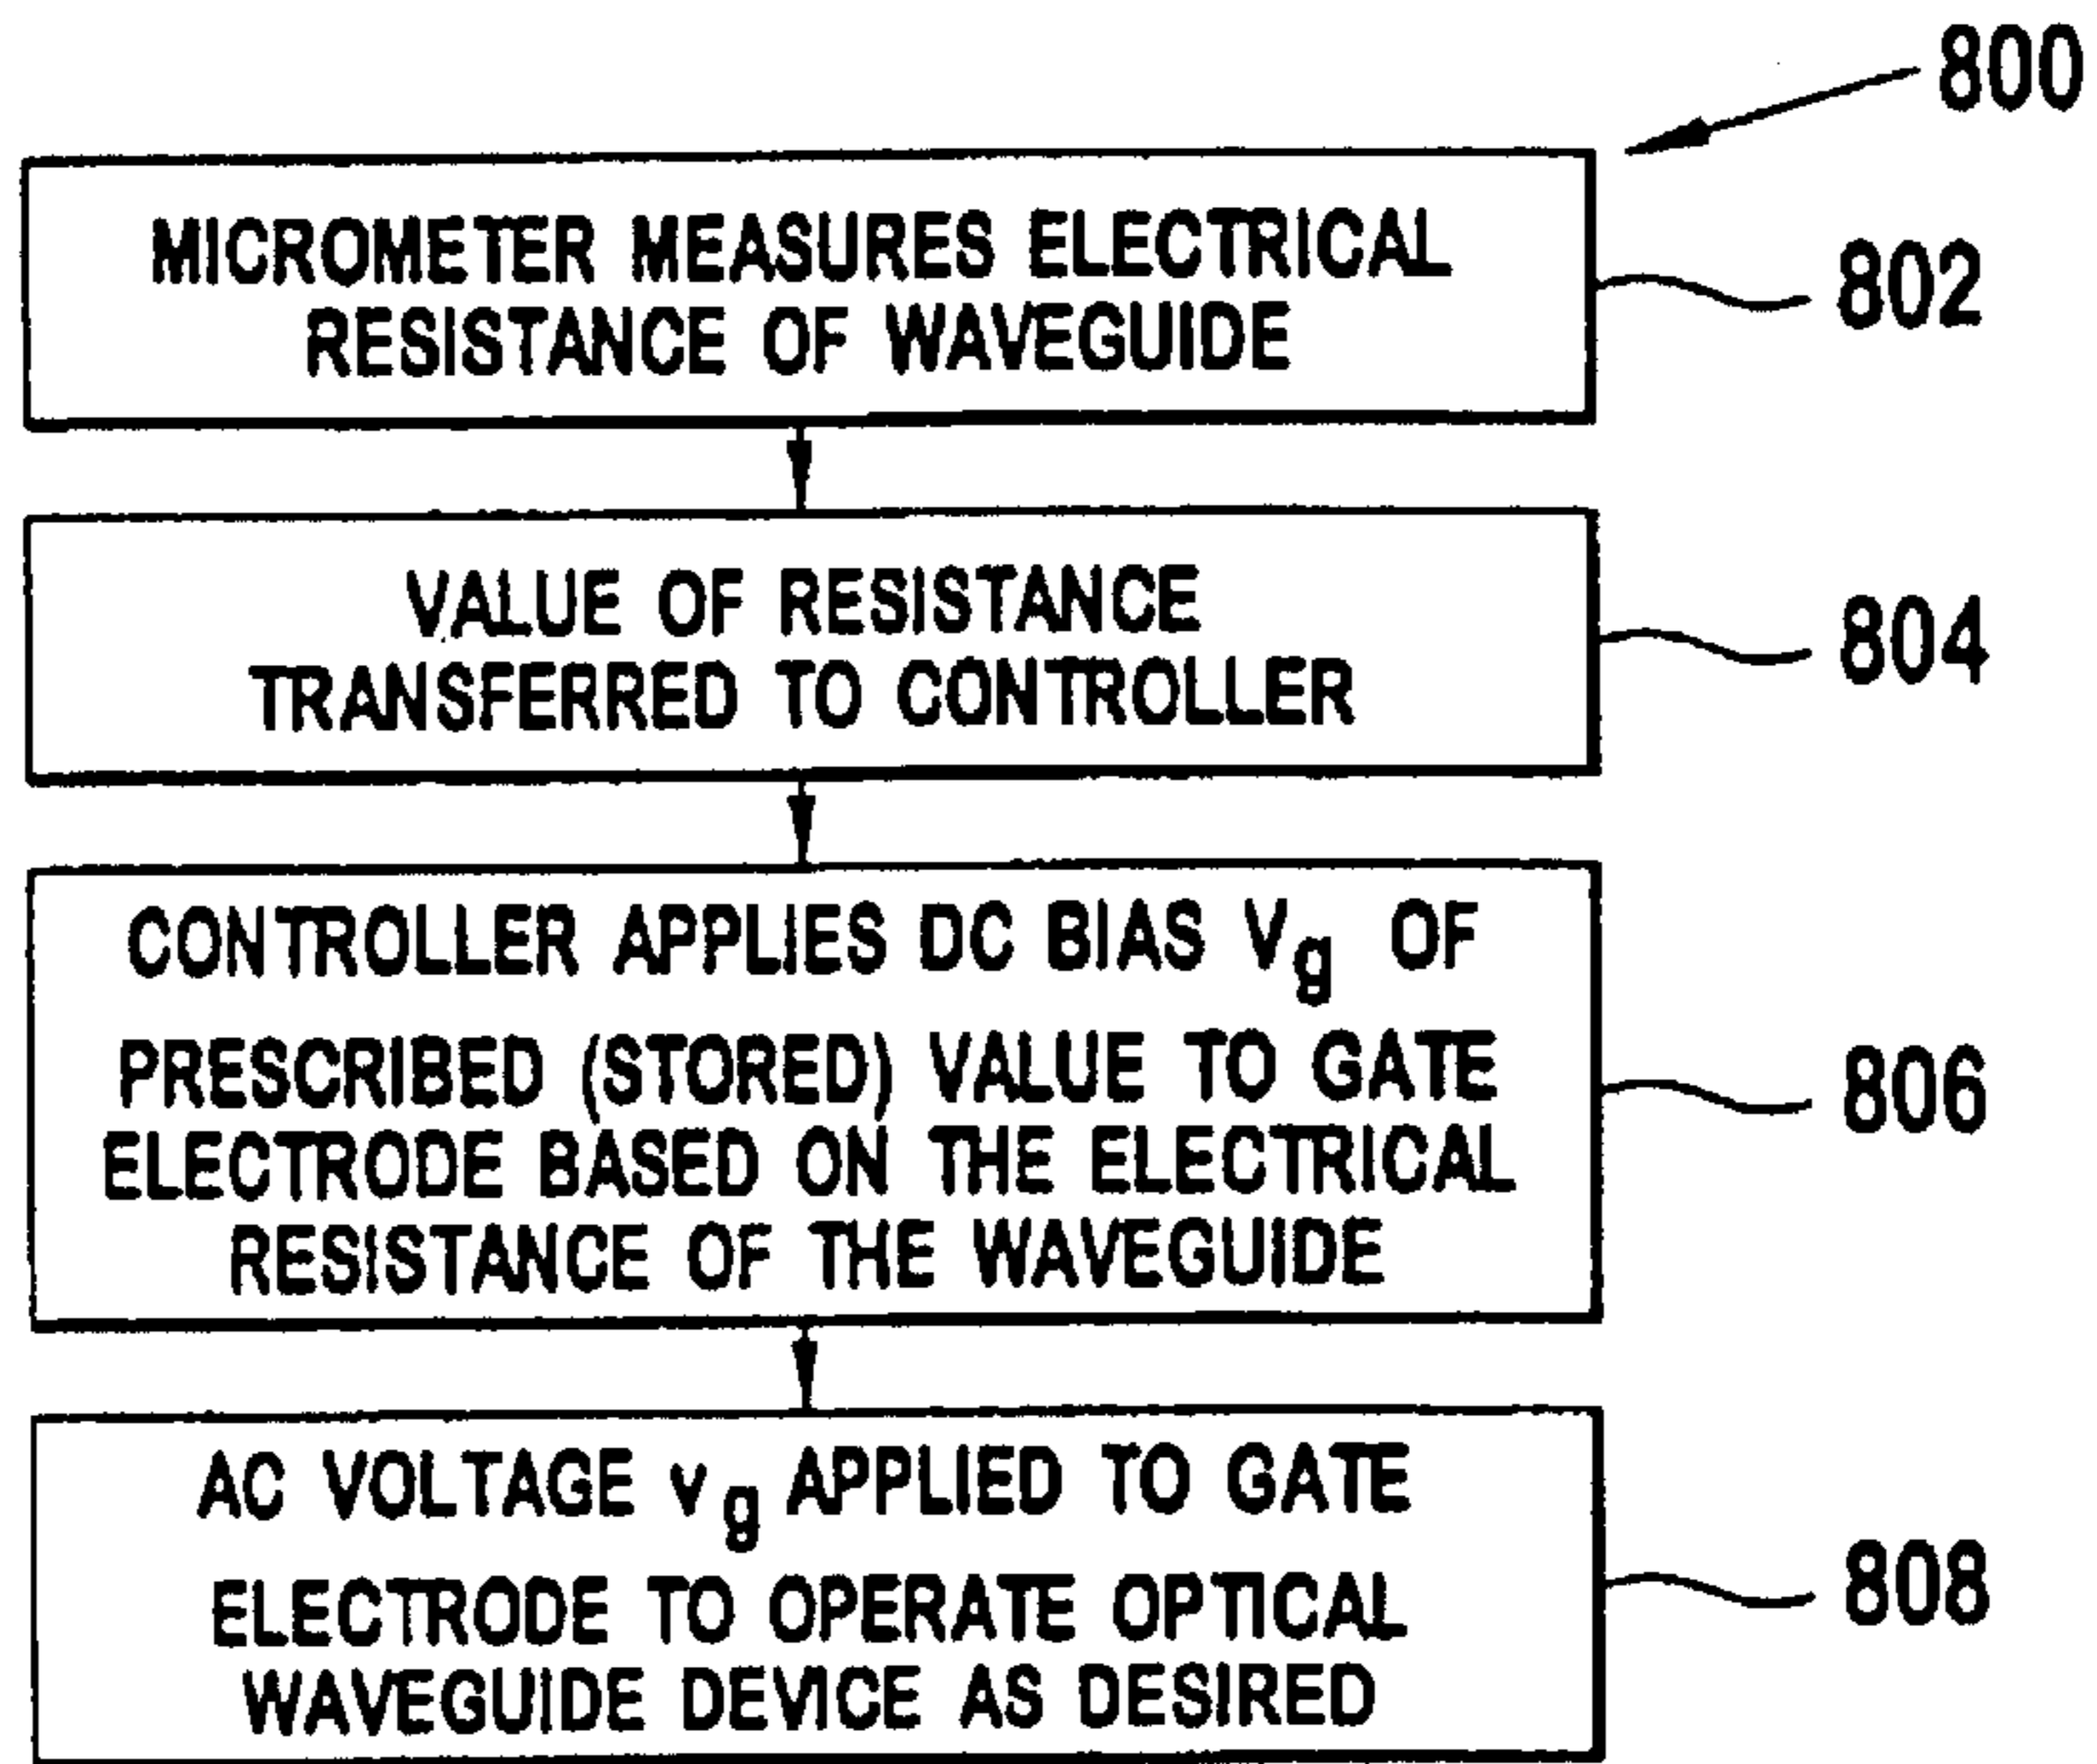 800
MICROMETER MEASURES ELECTRICAL
RESISTANCE OF WAVEGUIDE
802
VALUE OF RESISTANCE
TRANSFERRED TO CONTROLLER
804
CONTROLLER APPLIES DC BIAS Vg OF
PRESCRIBED (STORED) VALUE TO GATE
ELECTRODE BASED ON THE ELECTRICAL
RESISTANCE OF THE WAVEGUIDE
806
AC VOLTAGE vg APPLIED TO GATE
ELECTRODE TO OPERATE OPTICAL
WAVEGUIDE DEVICE AS DESIRED
808